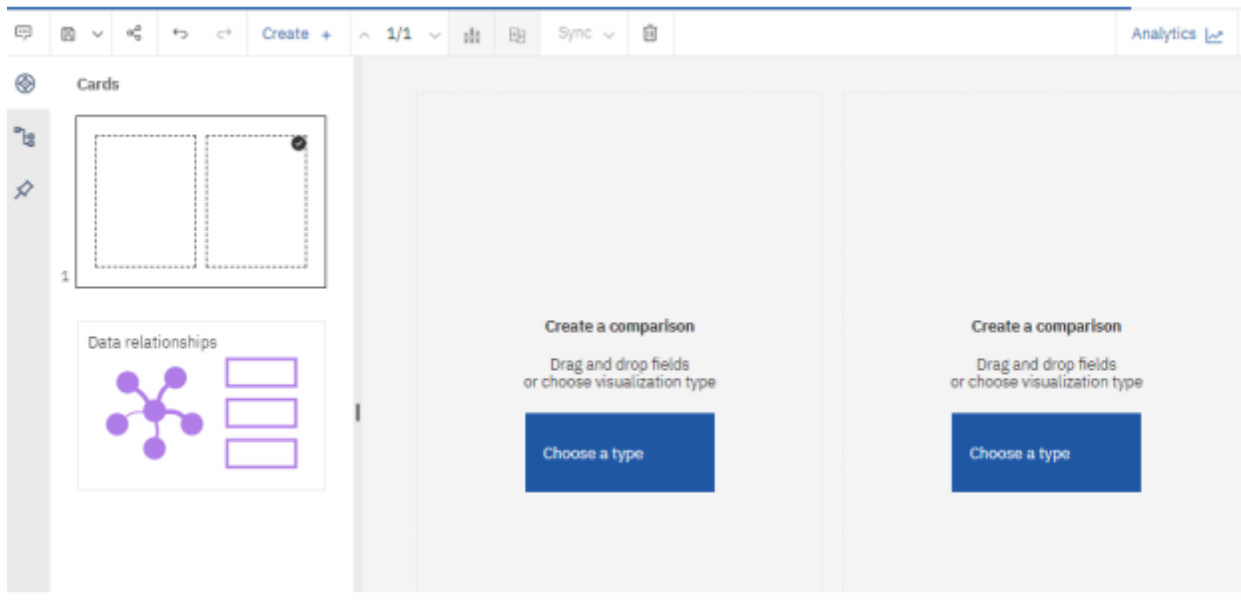 Create +
1/1
Sync
Analytics
Cards
1
Data relationships
Create a comparison
Drag and drop fields
or choose visualization type
Choose a type
Create a comparison
Drag and drop fields
or choose visualization type
Choose a type